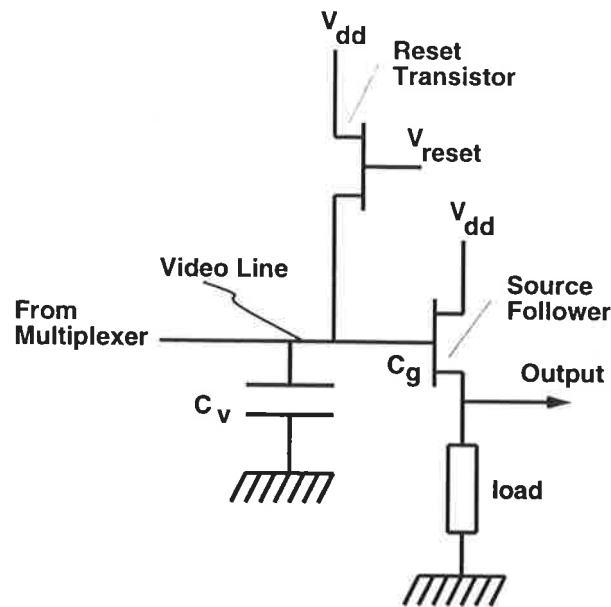 Vdd
Reset
Transistor
Vreset
Vdd
Video Line
Source
Follower
From
Multiplexer
Cg
Output
Cv
load